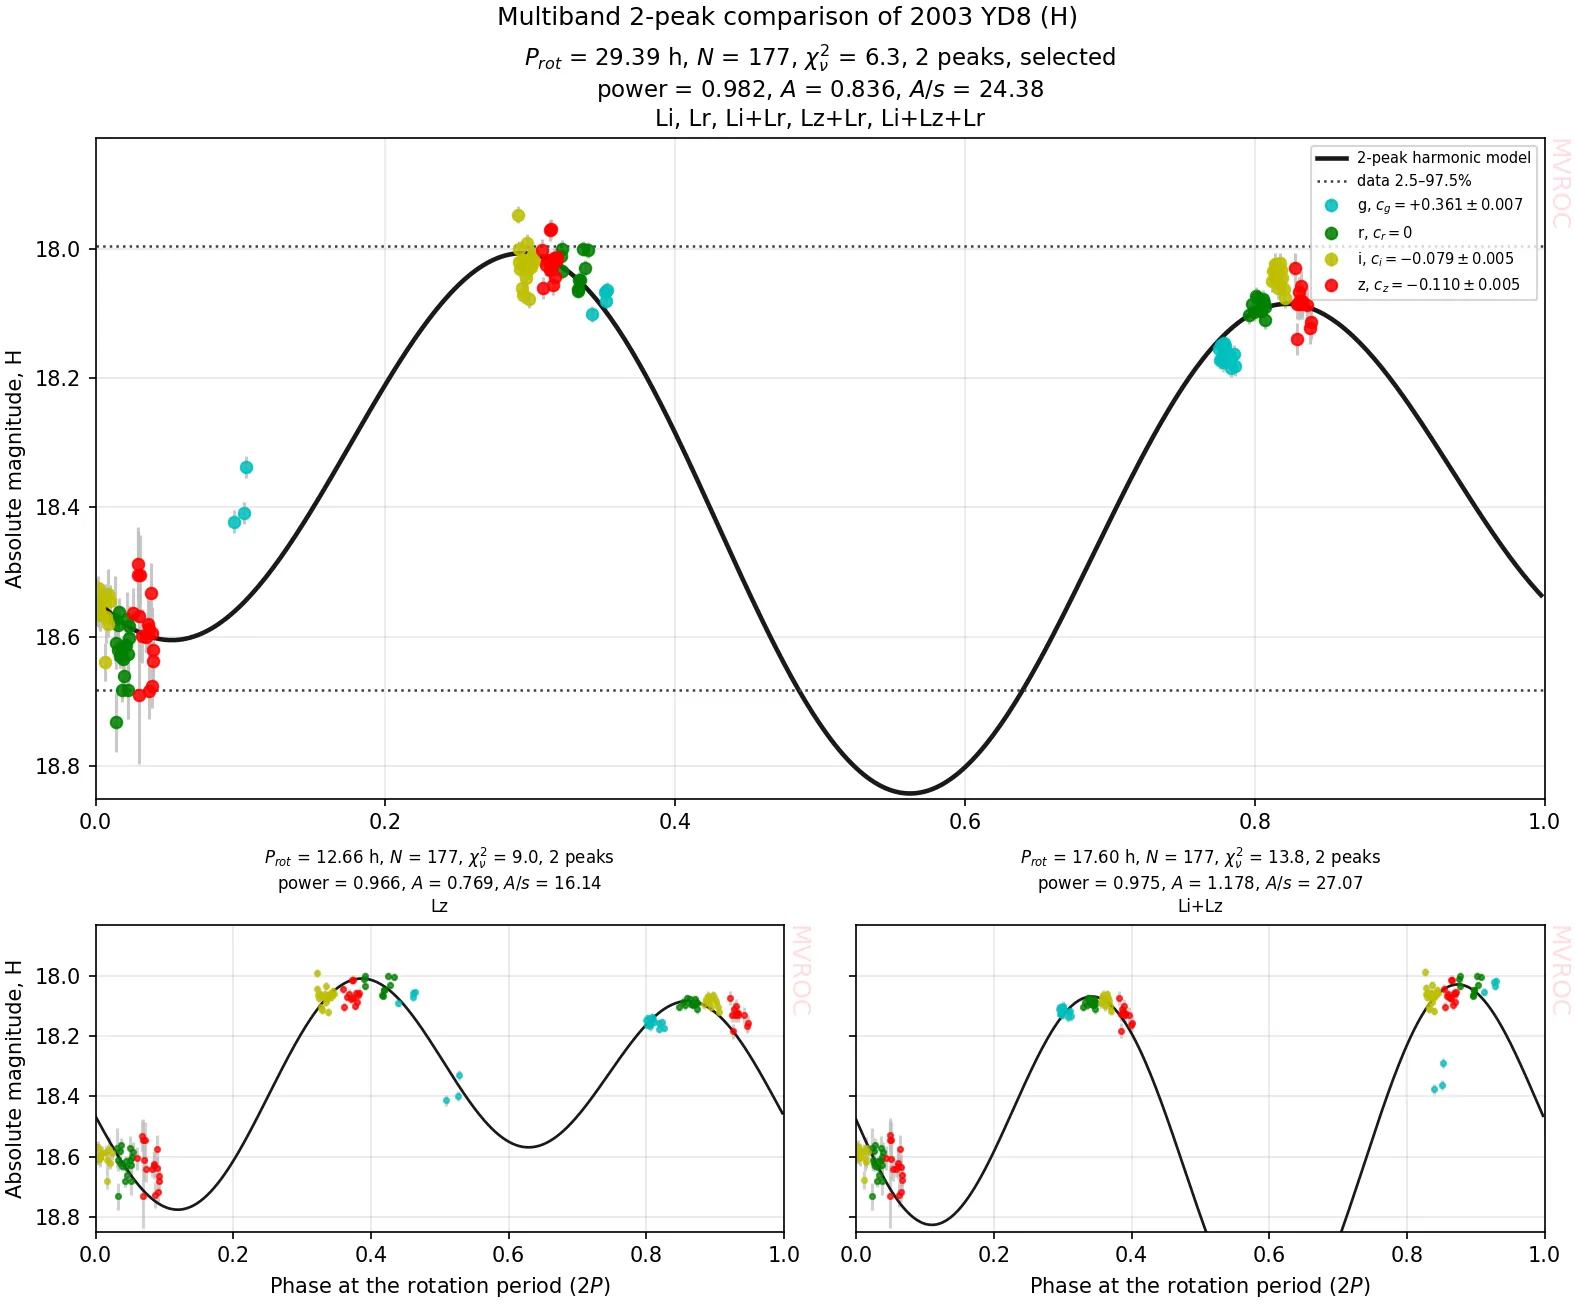 Multiband 2-peak comparison of 2003 YD8 (H)
P_rot = 29.39 h, N = 177, χ²_ν = 6.3, 2 peaks, selected
power = 0.982, A = 0.836, A/s = 24.38
Li, Lr, Li+Lr, Lz+Lr, Li+Lz+Lr
MVROC
2-peak harmonic model
data 2.5–97.5%
g, c_g = +0.361 ± 0.007
r, c_r = 0
i, c_i = −0.079 ± 0.005
z, c_z = −0.110 ± 0.005
Absolute magnitude, H
18.0
18.2
18.4
18.6
18.8
0.0 0.2 0.4 0.6 0.8 1.0
P_rot = 12.66 h, N = 177, χ²_ν = 9.0, 2 peaks
power = 0.966, A = 0.769, A/s = 16.14
Lz
MVROC
Absolute magnitude, H
18.0
18.2
18.4
18.6
18.8
0.0 0.2 0.4 0.6 0.8 1.0
Phase at the rotation period (2P)
P_rot = 17.60 h, N = 177, χ²_ν = 13.8, 2 peaks
power = 0.975, A = 1.178, A/s = 27.07
Li+Lz
MVROC
0.0 0.2 0.4 0.6 0.8 1.0
Phase at the rotation period (2P)